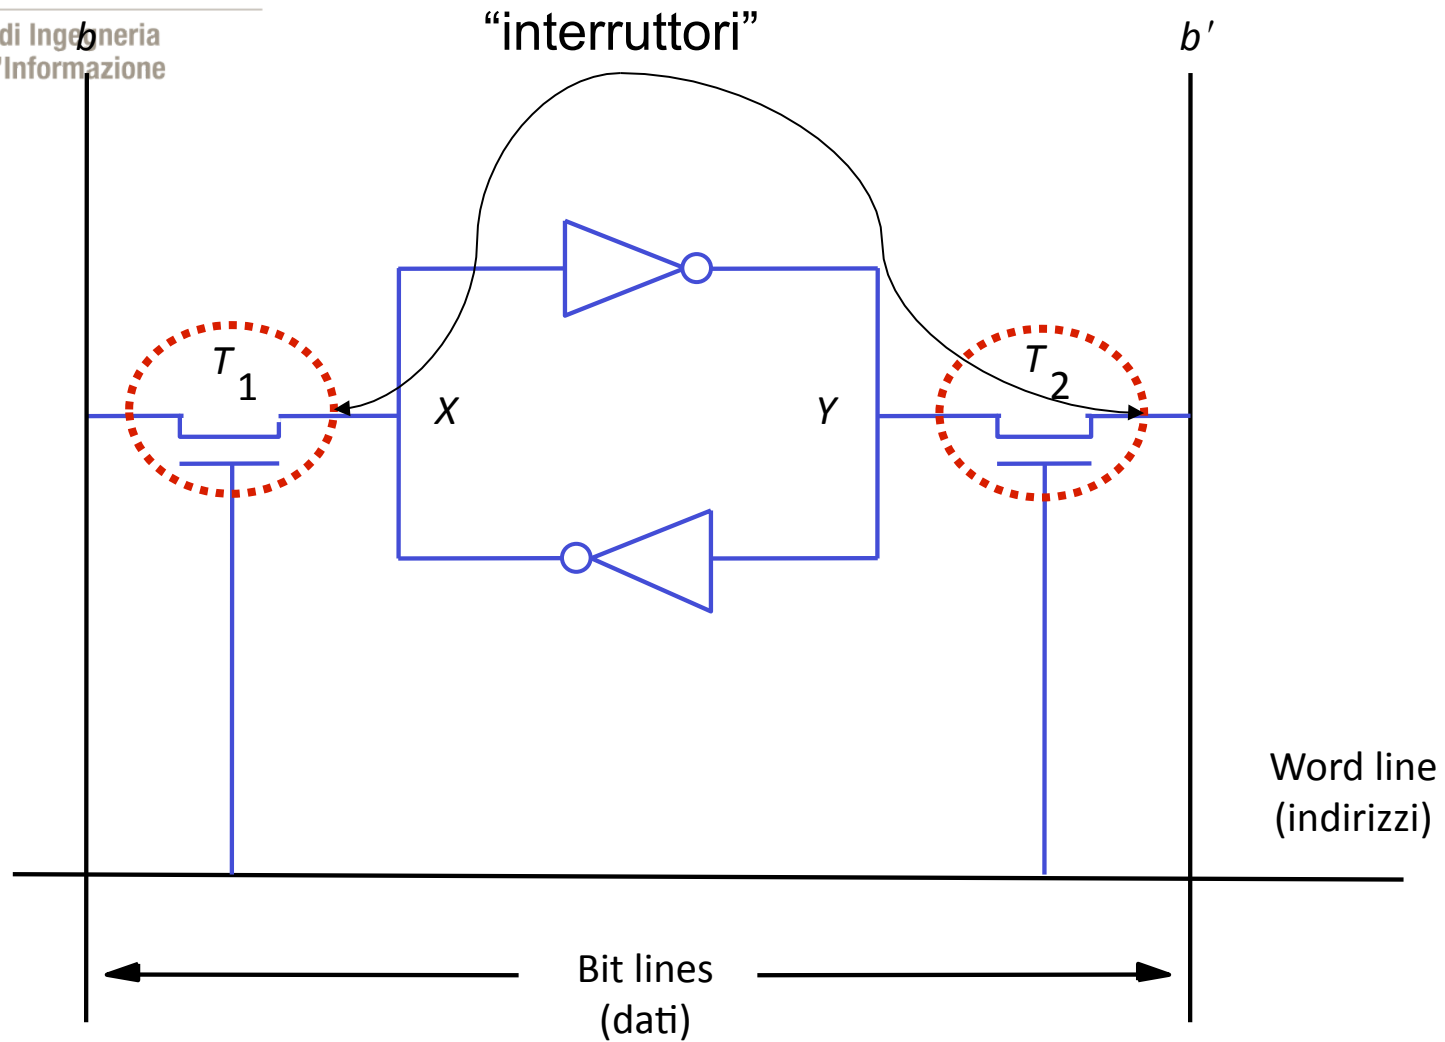 di Ingegneria
'Informazione
b
“interruttori”
b'
T1
T2
X
Y
Word line
(indirizzi)
Bit lines
(dati)